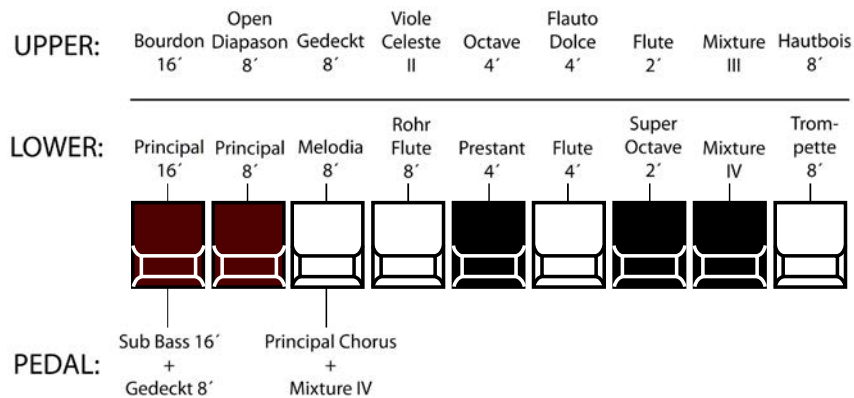 UPPER:
Bourdon
16´
Open
Diapason
8´
Gedeckt
8´
Viole
Celeste
II
Octave
4´
Flauto
Dolce
4´
Flute
2´
Mixture
III
Hautbois
8´
LOWER:
Principal
16´
Principal
8´
Melodia
8´
Rohr
Flute
8´
Prestant
4´
Flute
4´
Super
Octave
2´
Mixture
IV
Trom-
pette
8´
PEDAL:
Sub Bass 16´
+
Gedeckt 8´
Principal Chorus
+
Mixture IV